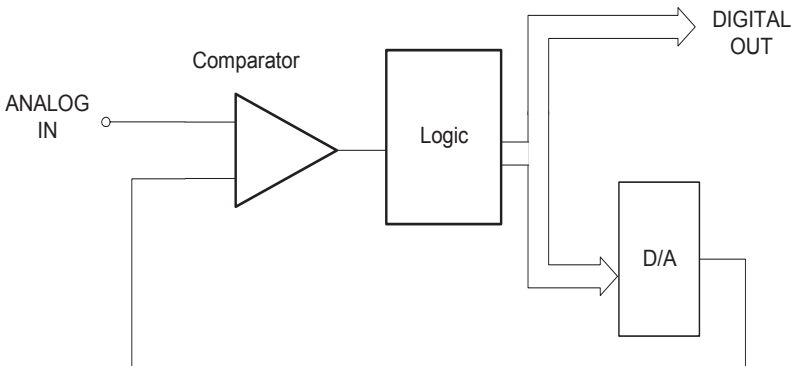 DIGITAL
OUT
Comparator
ANALOG
IN
Logic
D/A